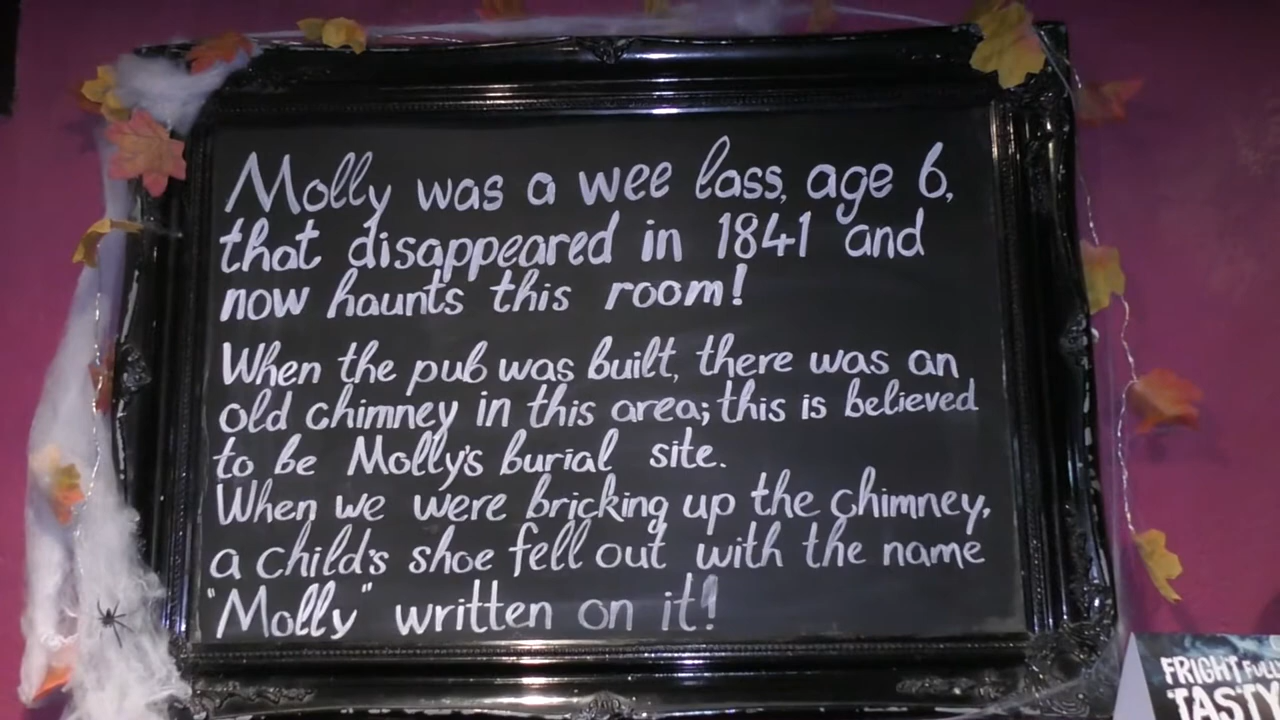 Molly was a wee lass, age 6,
that disappeared in 1841 and
now haunts this room!
When the pub was built, there was an
old chimney in this area; this is believed
to be Molly's burial site.
When we were bricking up the chimney,
a child's shoe fell out with the name
"Molly" written on it!
FRIGHTFULLY
TASTY